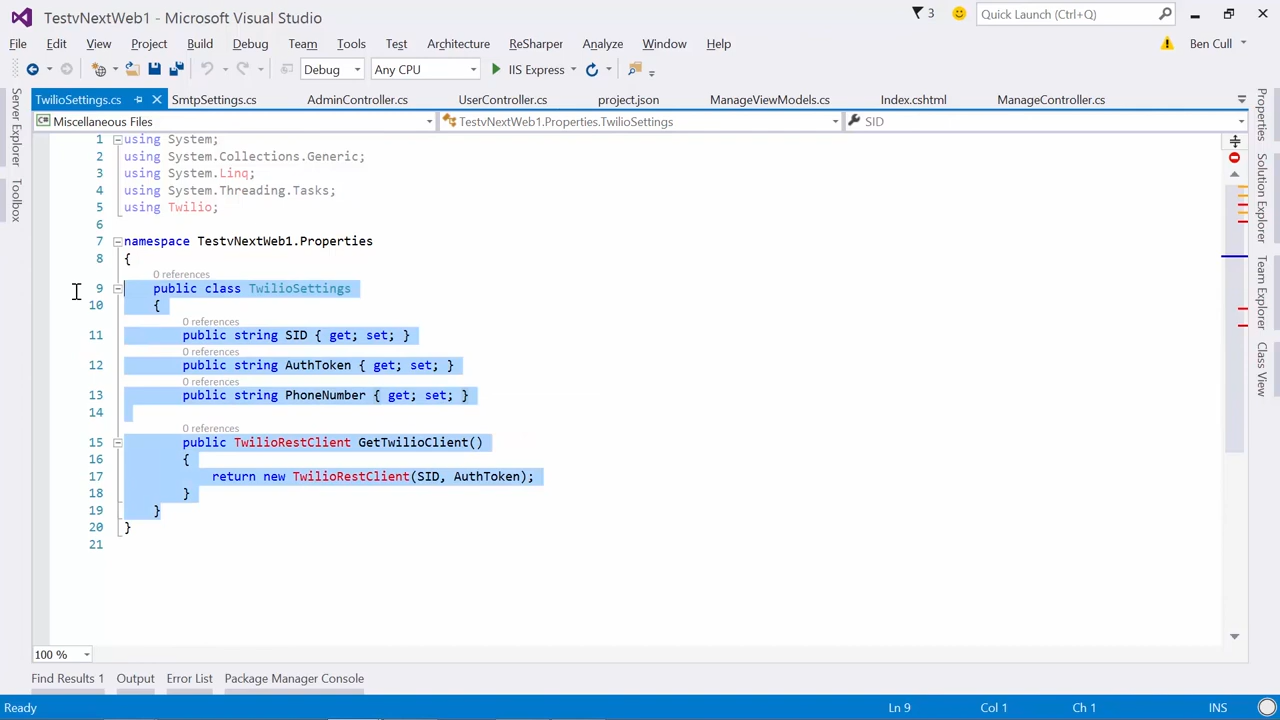 TestvNextWeb1 - Microsoft Visual Studio
3
Quick Launch (Ctrl+Q)
File Edit View Project Build Debug Team Tools Test Architecture ReSharper Analyze Window Help
Ben Cull
Debug Any CPU IIS Express
TwilioSettings.cs SmtpSettings.cs AdminController.cs UserController.cs project.json ManageViewModels.cs Index.cshtml ManageController.cs
Miscellaneous Files TestvNextWeb1.Properties.TwilioSettings SID
Server Explorer
Toolbox
Properties
Solution Explorer
Team Explorer
Class View
1 using System;
2 using System.Collections.Generic;
3 using System.Linq;
4 using System.Threading.Tasks;
5 using Twilio;
6
7 namespace TestvNextWeb1.Properties
8 {
0 references
9 public class TwilioSettings
10 {
0 references
11 public string SID { get; set; }
0 references
12 public string AuthToken { get; set; }
0 references
13 public string PhoneNumber { get; set; }
14
0 references
15 public TwilioRestClient GetTwilioClient()
16 {
17 return new TwilioRestClient(SID, AuthToken);
18 }
19 }
20 }
21
100 %
Find Results 1 Output Error List Package Manager Console
Ready Ln 9 Col 1 Ch 1 INS